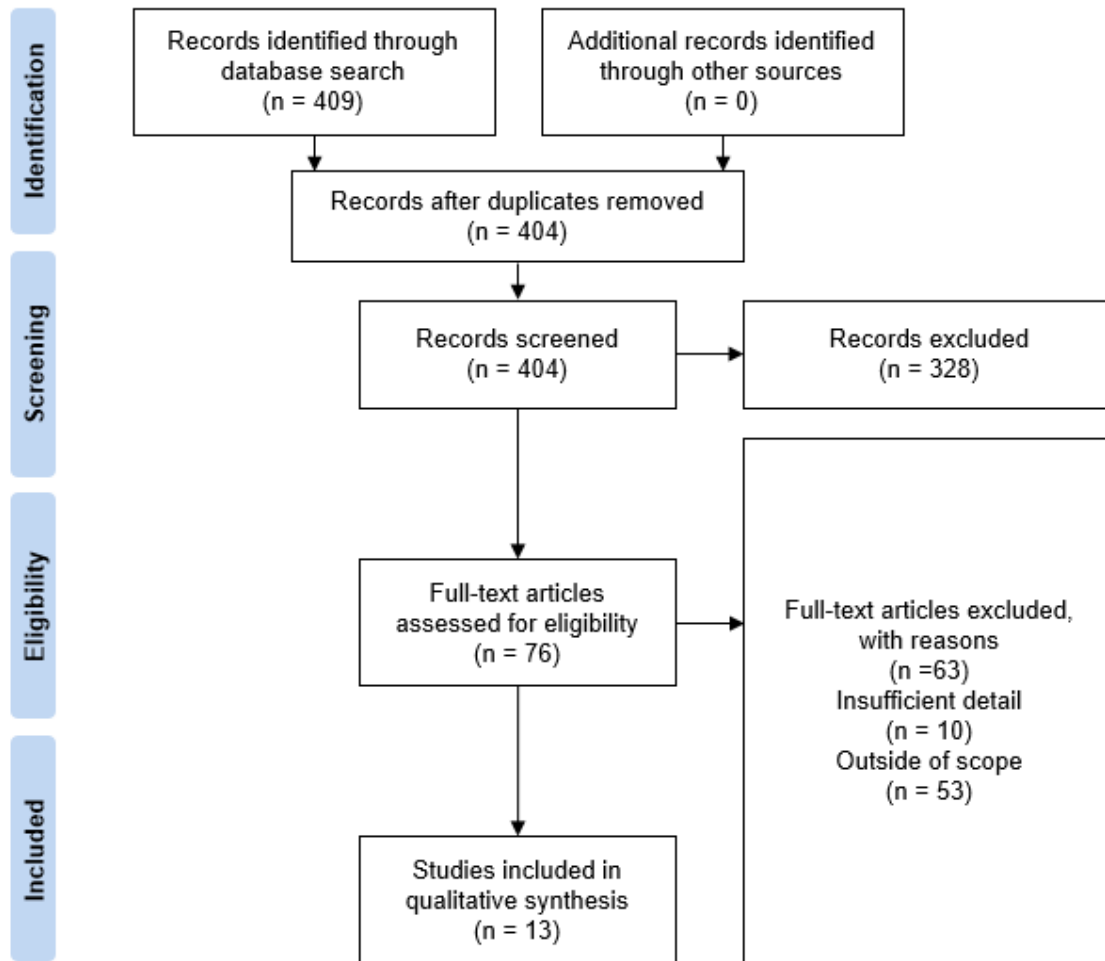 Identification
Records identified through
database search
(n = 409)
Additional records identified
through other sources
(n = 0)
Records after duplicates removed
(n = 404)
Screening
Records screened
(n = 404)
Records excluded
(n = 328)
Eligibility
Full-text articles
assessed for eligibility
(n = 76)
Full-text articles excluded,
with reasons
(n =63)
Insufficient detail
(n = 10)
Outside of scope
(n = 53)
Included
Studies included in
qualitative synthesis
(n = 13)